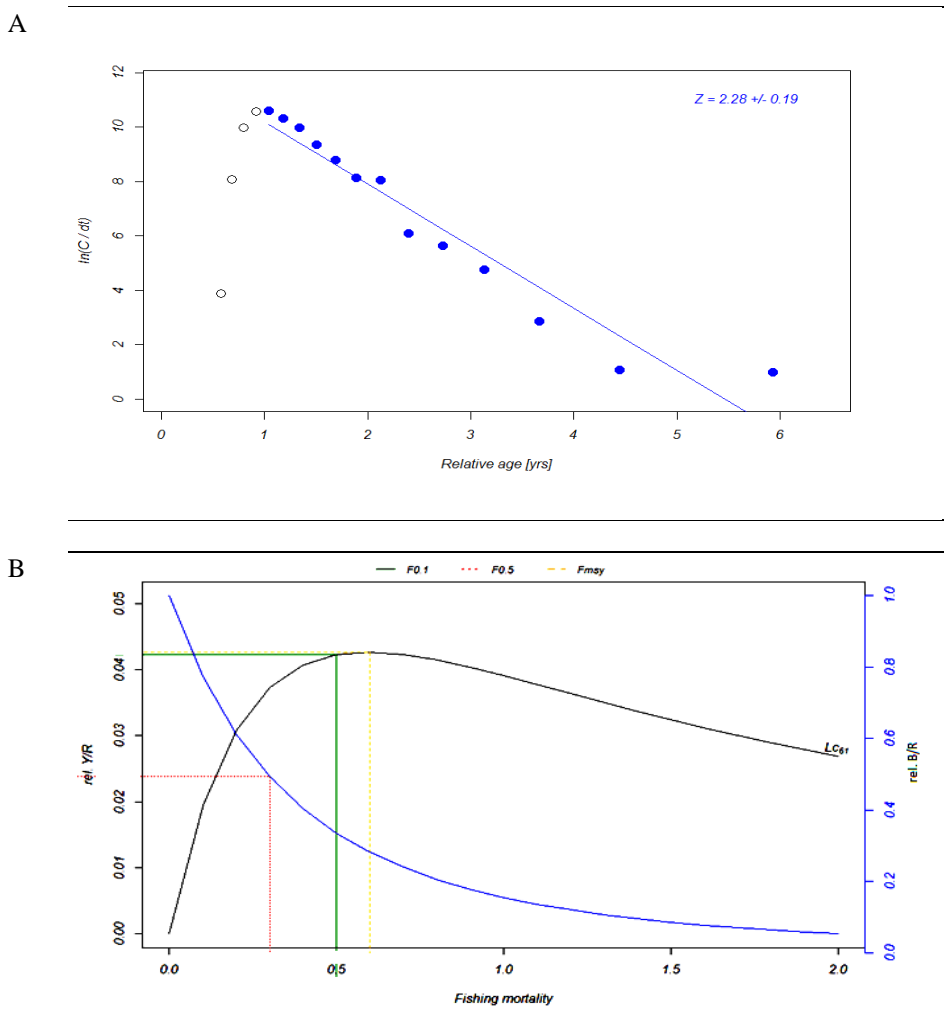 A
Z = 2.28 +/- 0.19
ln(C / dt)
12
10
8
6
4
2
0
0 1 2 3 4 5 6
Relative age [yrs]
B
F0.1 F0.5 Fmsy
rel. Y/R
0.05
0.04
0.03
0.02
0.01
0.00
LC61
rel. B/R
1.0
0.8
0.6
0.4
0.2
0.0
0.0 0.5 1.0 1.5 2.0
Fishing mortality